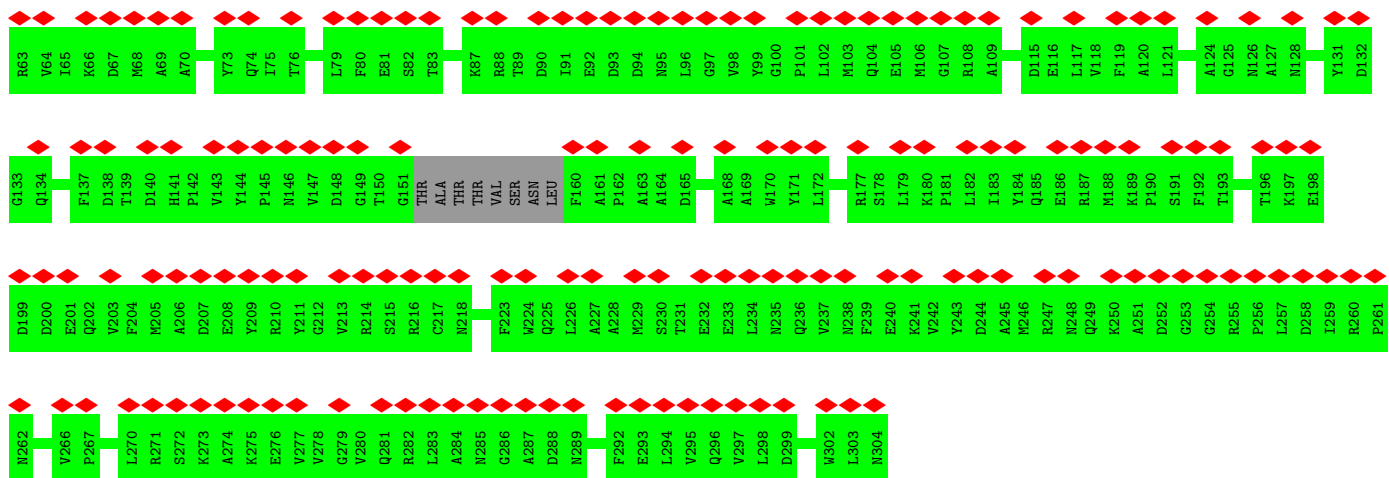 R63 V64 I65 K66 D67 M68 A69 A70 Y73 Q74 I75 T76 L79 F80 E81 S82 T83 K87 R88 T89 D90 I91 E92 D93 D94 N95 L96 G97 V98 Y99 G100 P101 L102 M103 Q104 E105 M106 G107 R108 A109 D115 E116 L117 V118 F119 A120 L121 A124 G125 N126 A127 N128 Y131 D132
G133 Q134 F137 D138 T139 D140 H141 P142 V143 Y144 P145 N146 V147 D148 G149 T150 G151 THR ALA THR THR VAL SER ASN LEU F160 A161 P162 A163 A164 D165 A168 A169 W170 Y171 L172 R177 S178 L179 K180 P181 L182 I183 Y184 Q185 E186 R187 M188 K189 P190 S191 F192 T193 T196 K197 E198
D199 D200 E201 Q202 V203 F204 M205 A206 D207 E208 Y209 R210 Y211 G212 V213 R214 S215 R216 C217 N218 F223 W224 Q225 L226 A227 A228 M229 S230 T231 E232 E233 L234 N235 Q236 V237 N238 F239 E240 K241 V242 Y243 D244 A245 M246 R247 N248 Q249 K250 A251 D252 G253 G254 R255 P256 L257 D258 I259 R260 P261
N262 V266 P267 L270 R271 S272 K273 A274 K275 E276 V277 V278 G279 V280 Q281 R282 L283 A284 N285 G286 A287 D288 N289 F292 E293 L294 V295 Q296 V297 L298 D299 W302 L303 N304